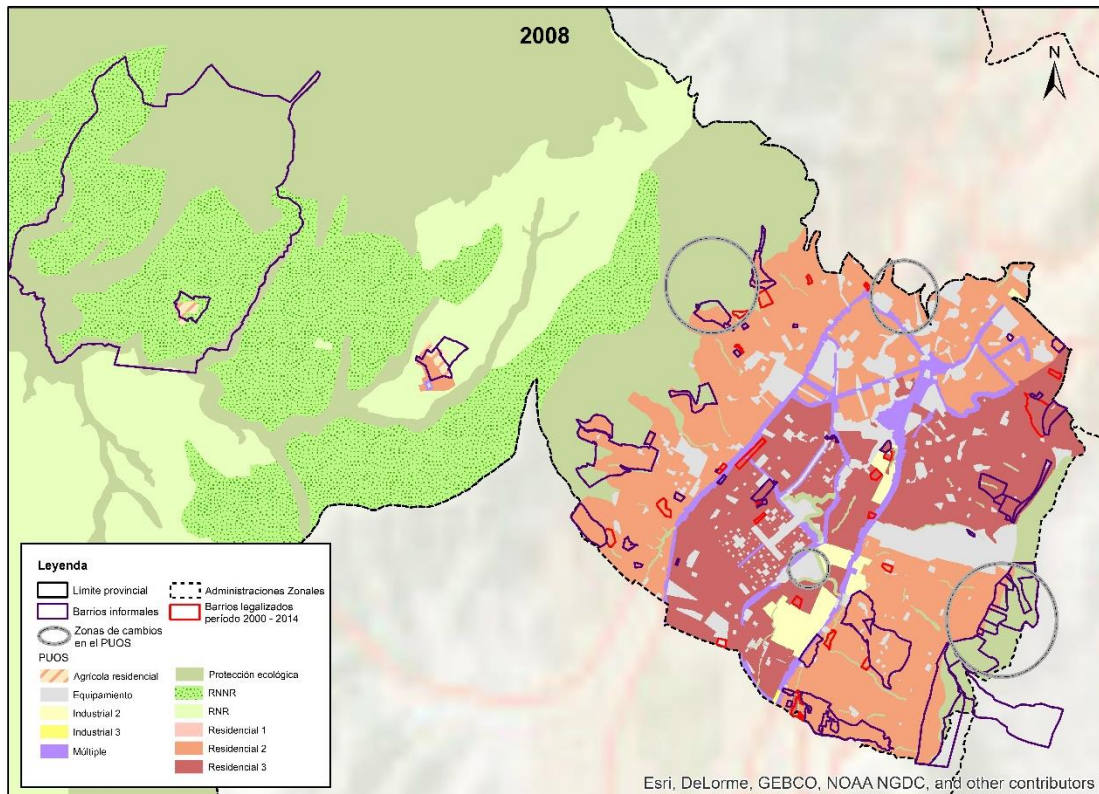 2008
N
Leyenda
Límite provincial
Administraciones Zonales
Barrios informales
Barrios legalizados
período 2000 - 2014
Zonas de cambios
en el PUOS
PUOS
Agrícola residencial
Equipamiento
Industrial 2
Industrial 3
Múltiple
Protección ecológica
RNNR
RNR
Residencial 1
Residencial 2
Residencial 3
Esri, DeLorme, GEBCO, NOAA NGDC, and other contributors